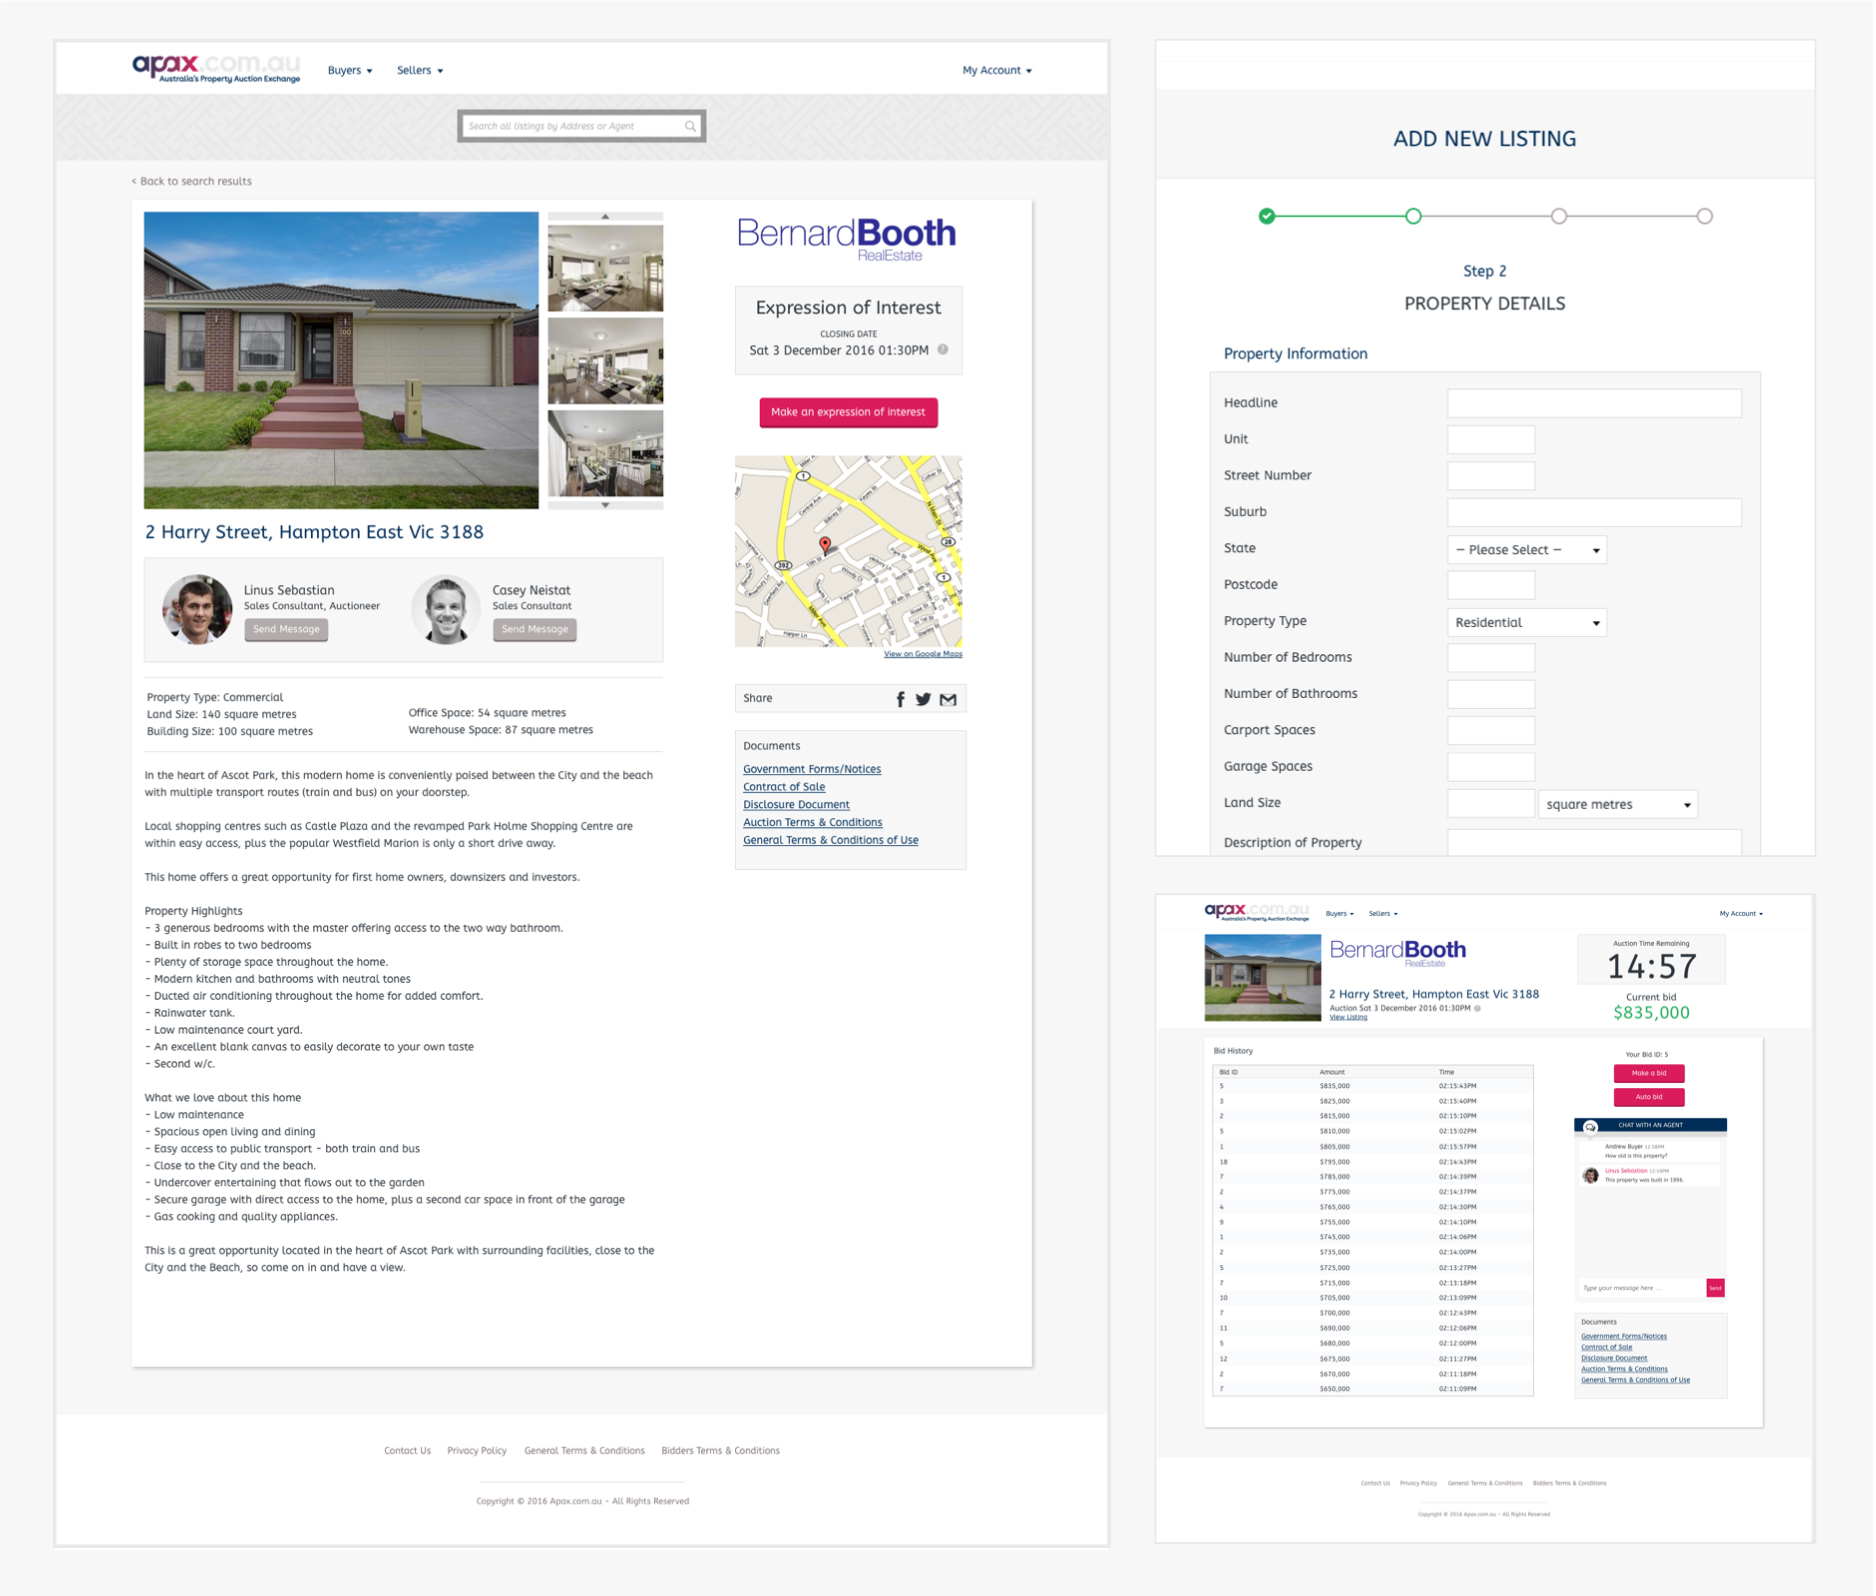 apax.com.au
Australia's Property Auction Exchange
Buyers
Sellers
My Account
Search all listings by Address or Agent
< Back to search results
2 Harry Street, Hampton East Vic 3188
Linus Sebastian
Sales Consultant, Auctioneer
Send Message
Casey Neistat
Sales Consultant
Send Message
Property Type: Commercial
Land Size: 140 square metres
Building Size: 100 square metres
Office Space: 54 square metres
Warehouse Space: 87 square metres
In the heart of Ascot Park, this modern home is conveniently poised between the City and the beach
with multiple transport routes (train and bus) on your doorstep.
Local shopping centres such as Castle Plaza and the revamped Park Holme Shopping Centre are
within easy access, plus the popular Westfield Marion is only a short drive away.
This home offers a great opportunity for first home owners, downsizers and investors.
Property Highlights
- 3 generous bedrooms with the master offering access to the two way bathroom.
- Built in robes to two bedrooms
- Plenty of storage space throughout the home.
- Modern kitchen and bathrooms with neutral tones
- Ducted air conditioning throughout the home for added comfort.
- Rainwater tank.
- Low maintenance court yard.
- An excellent blank canvas to easily decorate to your own taste
- Second w/c.
What we love about this home
- Low maintenance
- Spacious open living and dining
- Easy access to public transport - both train and bus
- Close to the City and the beach.
- Undercover entertaining that flows out to the garden
- Secure garage with direct access to the home, plus a second car space in front of the garage
- Gas cooking and quality appliances.
This is a great opportunity located in the heart of Ascot Park with surrounding facilities, close to the
City and the Beach, so come on in and have a view.
BernardBooth
RealEstate
Expression of Interest
CLOSING DATE
Sat 3 December 2016 01:30PM ?
Make an expression of interest
View on Google Maps
Share
Documents
Government Forms/Notices
Contract of Sale
Disclosure Document
Auction Terms & Conditions
General Terms & Conditions of Use
Contact Us Privacy Policy General Terms & Conditions Bidders Terms & Conditions
Copyright © 2016 Apax.com.au - All Rights Reserved
ADD NEW LISTING
Step 2
PROPERTY DETAILS
Property Information
Headline
Unit
Street Number
Suburb
State — Please Select —
Postcode
Property Type Residential
Number of Bedrooms
Number of Bathrooms
Carport Spaces
Garage Spaces
Land Size square metres
Description of Property
apax.com.au
Australia's Property Auction Exchange
Buyers
Sellers
My Account
BernardBooth
RealEstate
2 Harry Street, Hampton East Vic 3188
Auction Sat 3 December 2016 01:30PM ?
View Listing
Auction Time Remaining
14:57
Current bid
$835,000
Bid History
Bid ID Amount Time
5 $835,000 02:15:43PM
3 $825,000 02:15:40PM
2 $815,000 02:15:10PM
5 $810,000 02:15:02PM
1 $805,000 02:15:57PM
18 $795,000 02:14:43PM
7 $785,000 02:14:39PM
2 $775,000 02:14:37PM
4 $765,000 02:14:30PM
9 $755,000 02:14:10PM
1 $745,000 02:14:06PM
2 $735,000 02:14:00PM
5 $725,000 02:13:27PM
7 $715,000 02:13:18PM
10 $705,000 02:13:09PM
7 $700,000 02:12:43PM
11 $690,000 02:12:06PM
5 $680,000 02:12:00PM
12 $675,000 02:11:27PM
2 $670,000 02:11:18PM
7 $650,000 02:11:09PM
Your Bid ID: 5
Make a bid
Auto bid
CHAT WITH AN AGENT
Andrew Buyer
How old is this property?
Linus Sebastian
This property was built in 1996.
Type your message here ...
Send
Documents
Government Forms/Notices
Contract of Sale
Disclosure Document
Auction Terms & Conditions
General Terms & Conditions of Use
Contact Us Privacy Policy General Terms & Conditions Bidders Terms & Conditions
Copyright © 2016 Apax.com.au - All Rights Reserved